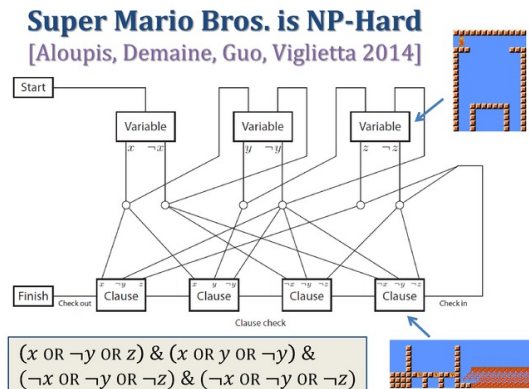 Super Mario Bros. is NP-Hard
[Aloupis, Demaine, Guo, Viglietta 2014]
Start
Variable
Variable
Variable
x ¬x
y ¬y
z ¬z
x ¬y z
x y ¬y
¬x ¬y ¬z
¬x ¬y ¬z
Finish
Check out
Clause
Clause
Clause
Clause
Check in
Clause check
(x OR ¬y OR z) & (x OR y OR ¬y) &
(¬x OR ¬y OR ¬z) & (¬x OR ¬y OR ¬z)